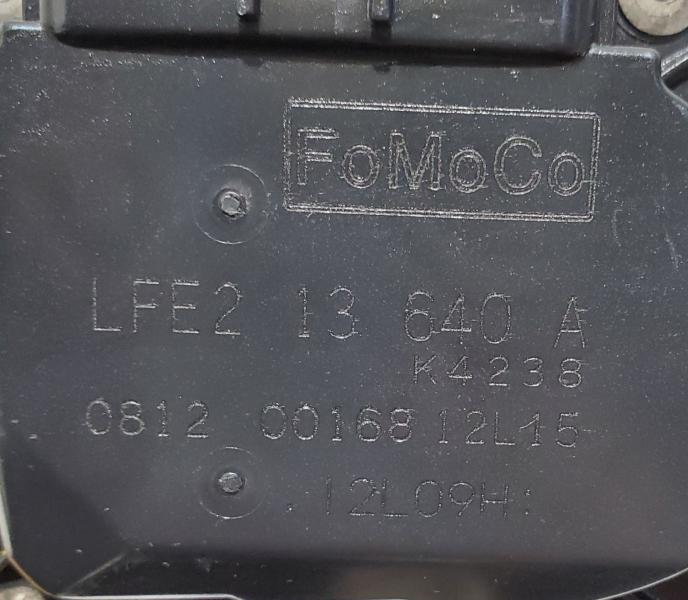 FoMoCo
LFE2 13 640 A
K4238
0812 00168 12L15
12L09H: